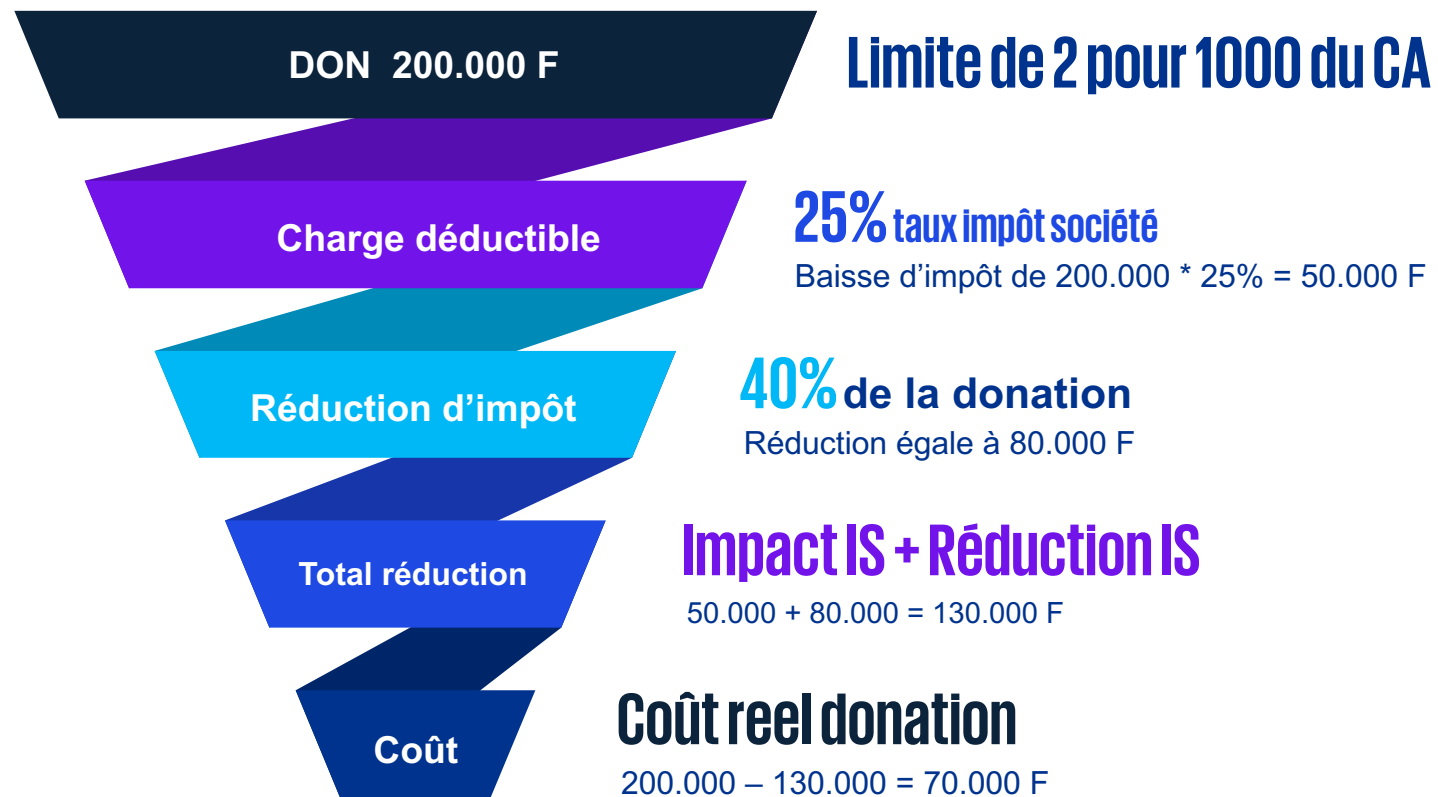 DON 200.000 F
Limite de 2 pour 1000 du CA
Charge déductible
25% taux impôt société
Baisse d’impôt de 200.000 * 25% = 50.000 F
Réduction d’impôt
40% de la donation
Réduction égale à 80.000 F
Total réduction
Impact IS + Réduction IS
50.000 + 80.000 = 130.000 F
Coût
Coût reel donation
200.000 – 130.000 = 70.000 F